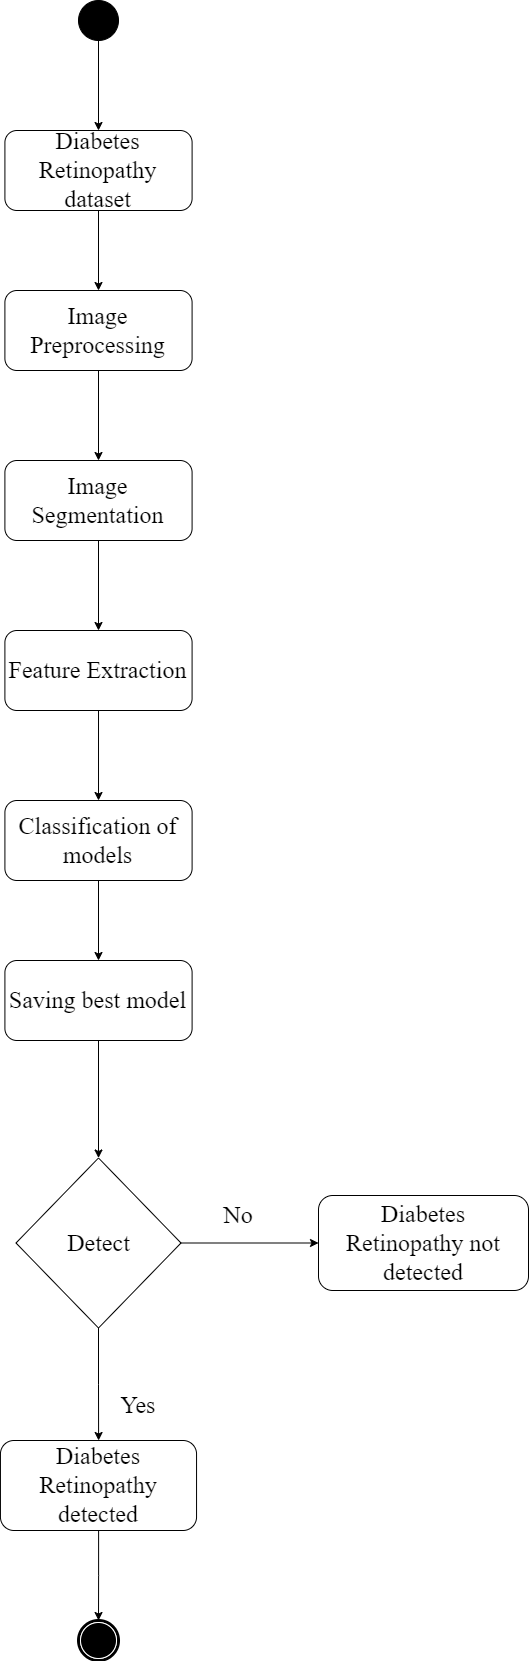 Diabetes
Retinopathy
dataset
Image
Preprocessing
Image
Segmentation
Feature Extraction
Classification of
models
Saving best model
Detect
No
Diabetes
Retinopathy not
detected
Yes
Diabetes
Retinopathy
detected